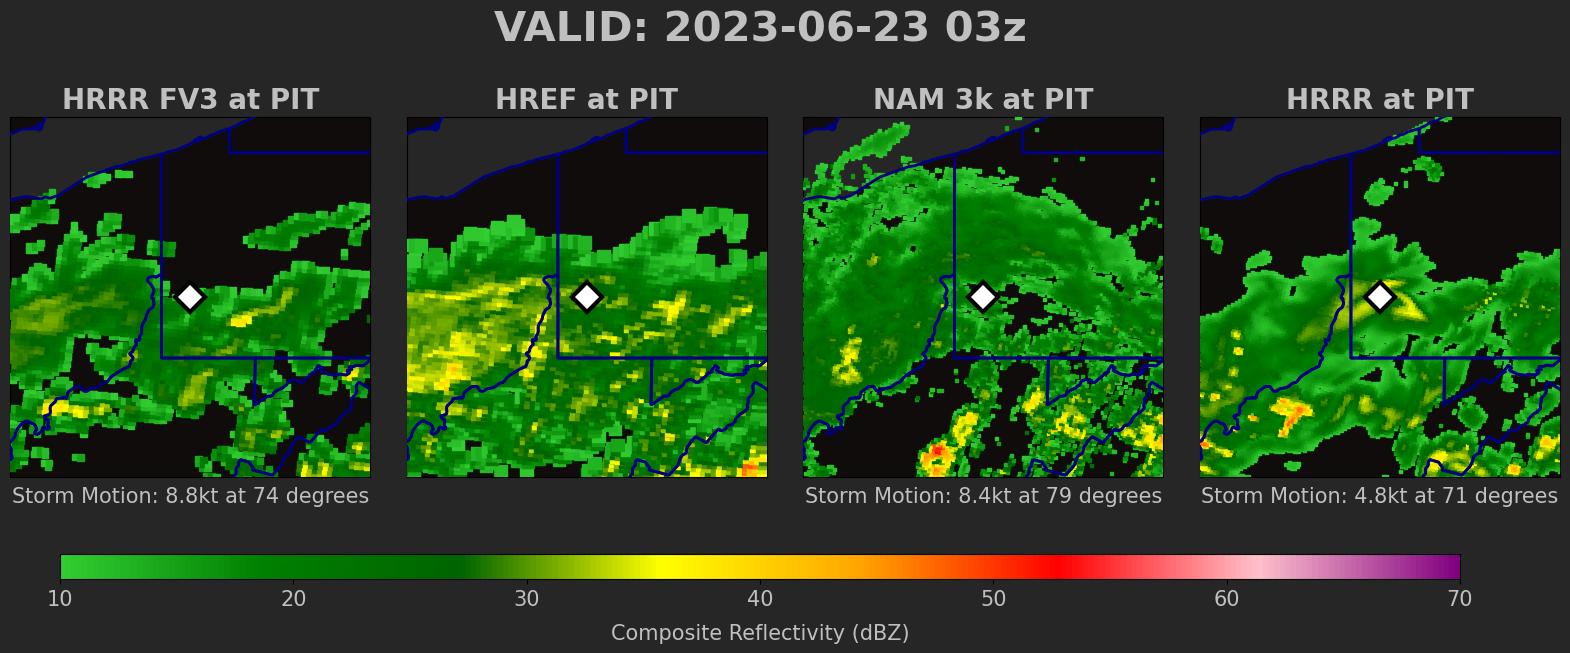 VALID: 2023-06-23 03z
HRRR FV3 at PIT
HREF at PIT
NAM 3k at PIT
HRRR at PIT
Storm Motion: 8.8kt at 74 degrees
Storm Motion: 8.4kt at 79 degrees
Storm Motion: 4.8kt at 71 degrees
10 20 30 40 50 60 70
Composite Reflectivity (dBZ)